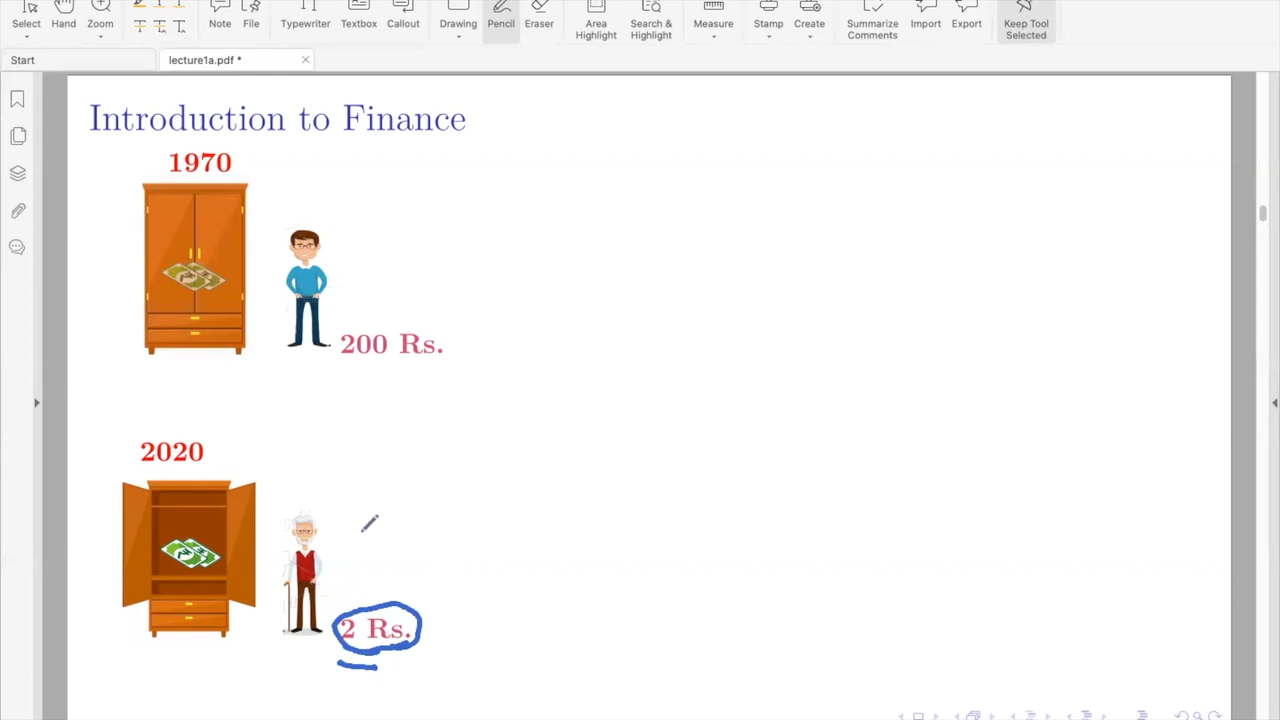 Select Hand Zoom Note File Typewriter Textbox Callout Drawing Pencil Eraser Area Highlight Search & Highlight Measure Stamp Create Summarize Comments Import Export Keep Tool Selected
Start lecture1a.pdf * ×
Introduction to Finance
1970
200 Rs.
2020
2 Rs.